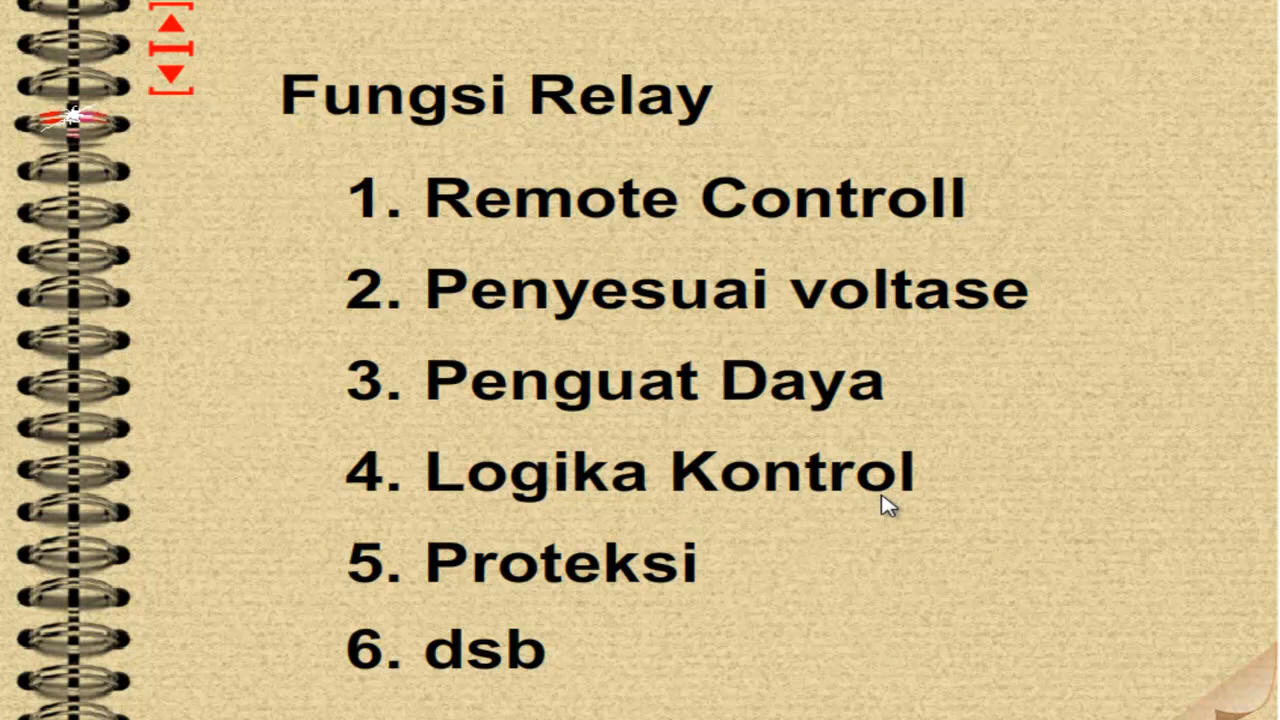 Fungsi Relay
1. Remote Controll
2. Penyesuai voltase
3. Penguat Daya
4. Logika Kontrol
5. Proteksi
6. dsb